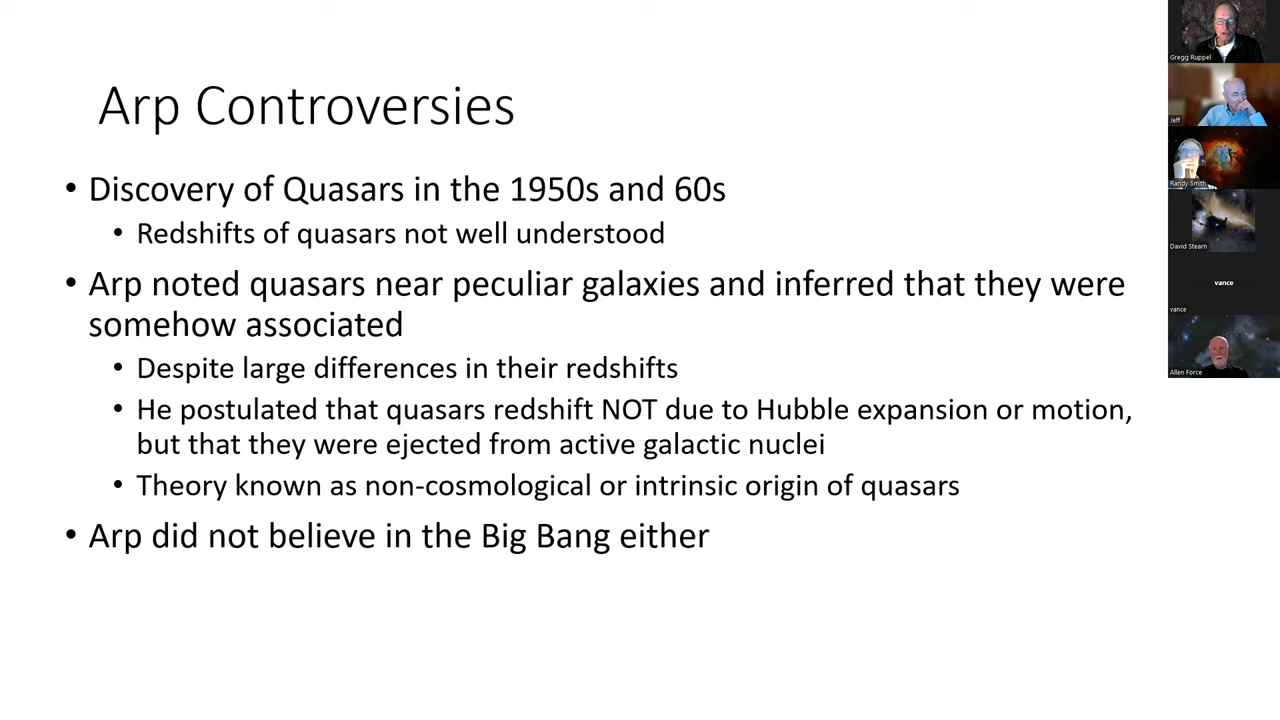 Arp Controversies
• Discovery of Quasars in the 1950s and 60s
• Redshifts of quasars not well understood
• Arp noted quasars near peculiar galaxies and inferred that they were
somehow associated
• Despite large differences in their redshifts
• He postulated that quasars redshift NOT due to Hubble expansion or motion,
but that they were ejected from active galactic nuclei
• Theory known as non-cosmological or intrinsic origin of quasars
• Arp did not believe in the Big Bang either
Gregg Ruppel
Jeff
Randy Smith
David Stearn
vance
vance
Allen Force